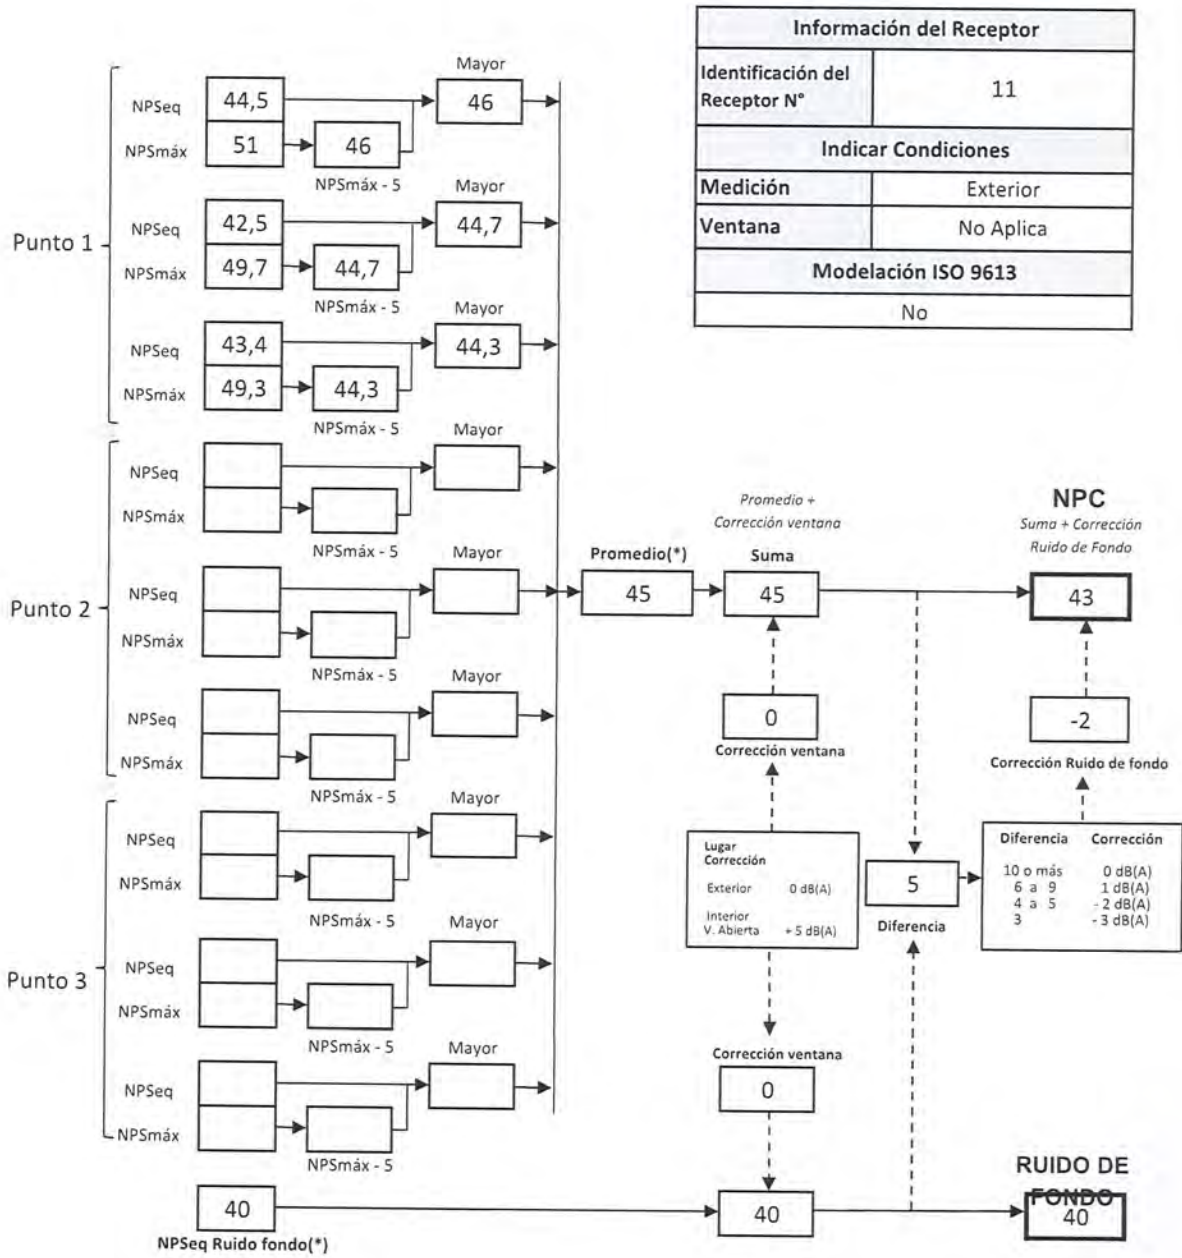 Información del Receptor
Identificación del
Receptor N°
11
Indicar Condiciones
Medición
Exterior
Ventana
No Aplica
Modelación ISO 9613
No
Punto 1
Mayor
NPSeq
44,5
46
NPSmáx
51
46
NPSmáx - 5
Mayor
NPSeq
42,5
44,7
NPSmáx
49,7
44,7
NPSmáx - 5
Mayor
NPSeq
43,4
44,3
NPSmáx
49,3
44,3
NPSmáx - 5
Punto 2
Mayor
NPSeq
NPSmáx
NPSmáx - 5
Mayor
NPSeq
NPSmáx
NPSmáx - 5
Mayor
NPSeq
NPSmáx
NPSmáx - 5
Punto 3
Mayor
NPSeq
NPSmáx
NPSmáx - 5
Mayor
NPSeq
NPSmáx
NPSmáx - 5
Mayor
NPSeq
NPSmáx
NPSmáx - 5
40
NPSeq Ruido fondo(*)
Promedio(*)
45
Promedio +
Corrección ventana
Suma
45
0
Corrección ventana
Lugar
Corrección
Exterior 0 dB(A)
Interior
V. Abierta + 5 dB(A)
Corrección ventana
0
40
5
Diferencia
NPC
Suma + Corrección
Ruido de Fondo
43
-2
Corrección Ruido de fondo
Diferencia Corrección
10 o más 0 dB(A)
6 a 9 1 dB(A)
4 a 5 - 2 dB(A)
3 - 3 dB(A)
RUIDO DE
FONDO
40